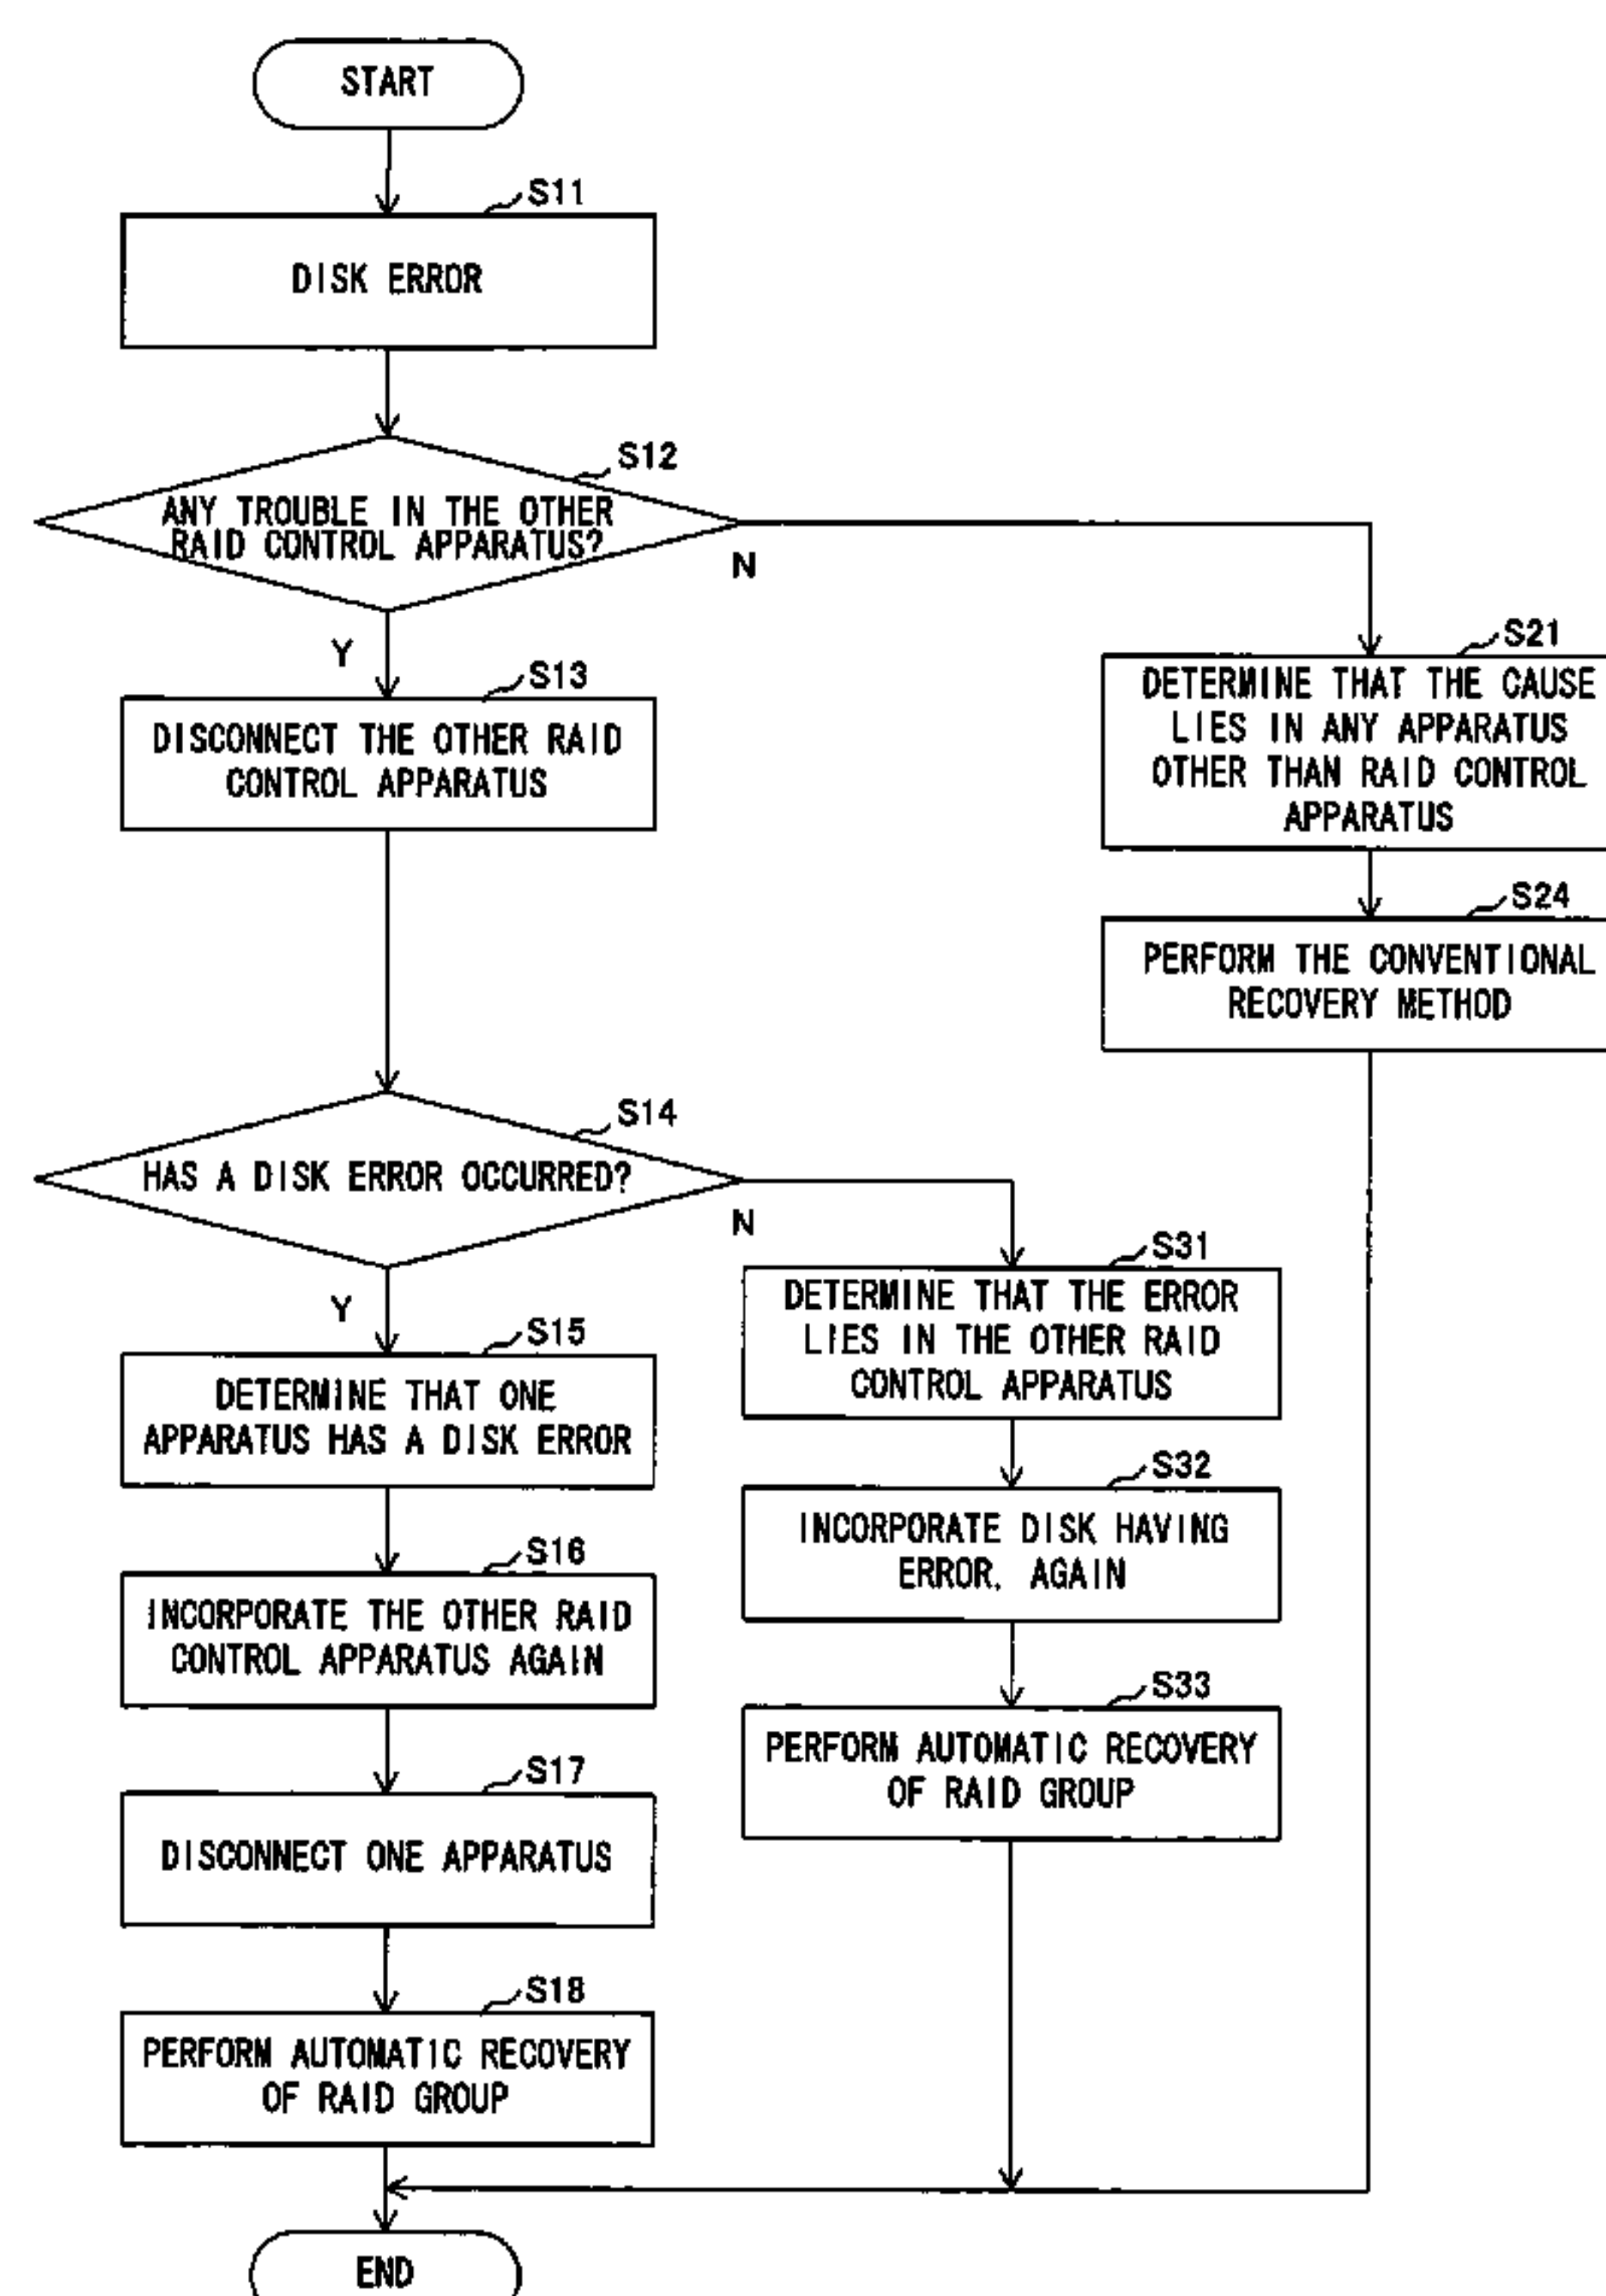 START
S11
DISK ERROR
S12
ANY TROUBLE IN THE OTHER
RAID CONTROL APPARATUS?
N
Y
S13
DISCONNECT THE OTHER RAID
CONTROL APPARATUS
S21
DETERMINE THAT THE CAUSE
LIES IN ANY APPARATUS
OTHER THAN RAID CONTROL
APPARATUS
S24
PERFORM THE CONVENTIONAL
RECOVERY METHOD
S14
HAS A DISK ERROR OCCURRED?
N
Y
S15
DETERMINE THAT ONE
APPARATUS HAS A DISK ERROR
S16
INCORPORATE THE OTHER RAID
CONTROL APPARATUS AGAIN
S17
DISCONNECT ONE APPARATUS
S18
PERFORM AUTOMATIC RECOVERY
OF RAID GROUP
S31
DETERMINE THAT THE ERROR
LIES IN THE OTHER RAID
CONTROL APPARATUS
S32
INCORPORATE DISK HAVING
ERROR, AGAIN
S33
PERFORM AUTOMATIC RECOVERY
OF RAID GROUP
END